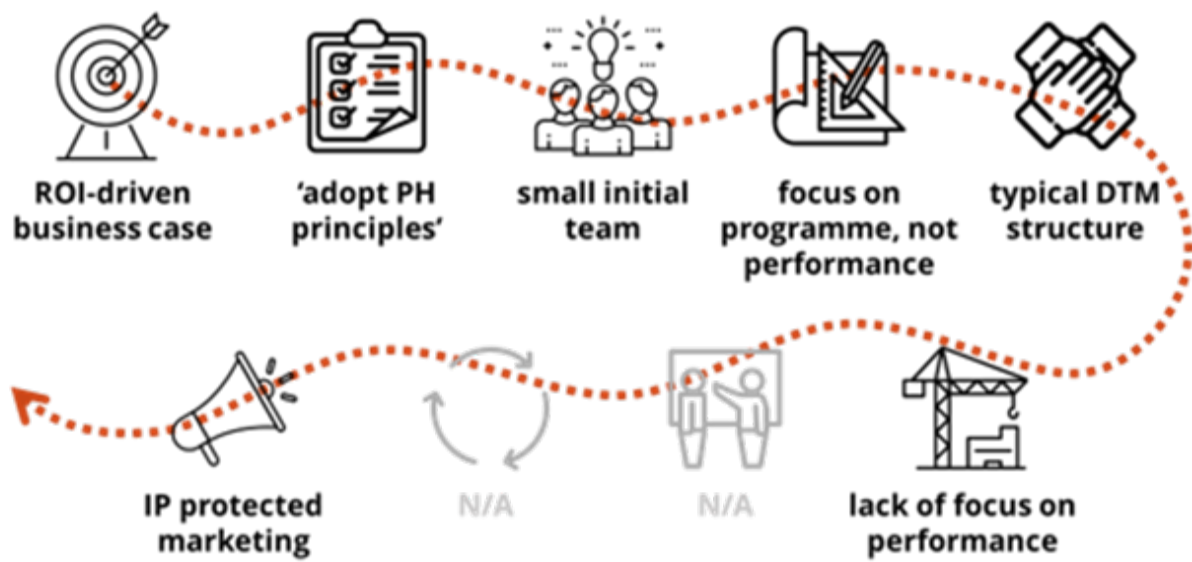 ROI-driven
business case
‘adopt PH
principles’
small initial
team
focus on
programme, not
performance
typical DTM
structure
lack of focus on
performance
N/A
N/A
IP protected
marketing